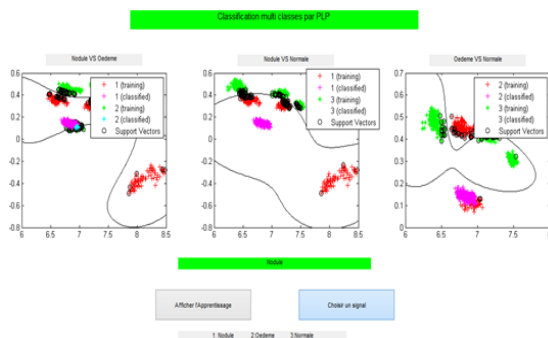 Classification multi classes par PLP
Nodule VS Oedeme
Nodule VS Normale
Oedeme VS Normale
0.6
0.4
0.2
0
-0.2
-0.4
-0.6
-0.8
6
6.5
7
7.5
8
8.5
1 (training)
1 (classified)
2 (training)
2 (classified)
Support Vectors
0.6
0.4
0.2
0
-0.2
-0.4
-0.6
-0.8
6
6.5
7
7.5
8
8.5
1 (training)
1 (classified)
3 (training)
3 (classified)
Support Vectors
0.7
0.6
0.5
0.4
0.3
0.2
0.1
0
6
6.5
7
7.5
8
2 (training)
2 (classified)
3 (training)
3 (classified)
Support Vectors
Nodule
Afficher l'Apprentissage
Choisir un signal
1: Nodule 2:Oedeme 3:Normale